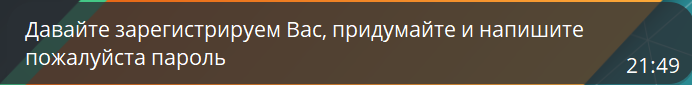 Давайте зарегистрируем Вас, придумайте и напишите
пожалуйста пароль
21:49